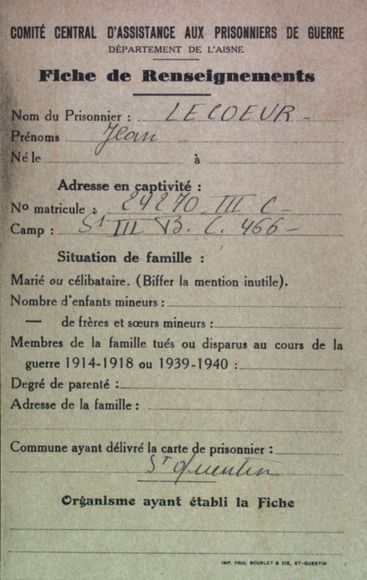 COMITÉ CENTRAL D'ASSISTANCE AUX PRISONNIERS DE GUERRE
DÉPARTEMENT DE L'AISNE
Fiche de Renseignements
Nom du Prisonnier : LECOEUR -
Prénoms Jean
Né le à
Adresse en captivité :
No matricule : 24270 III C -
Camp : St III B. C. 466 -
Situation de famille :
Marié ou célibataire. (Biffer la mention inutile).
Nombre d'enfants mineurs :
— de frères et sœurs mineurs :
Membres de la famille tués ou disparus au cours de la
guerre 1914-1918 ou 1939-1940 :
Degré de parenté :
Adresse de la famille :
Commune ayant délivré la carte de prisonnier :
St Quentin
Organisme ayant établi la Fiche
IMP. PAUL BOURLET & CIE, ST-QUENTIN